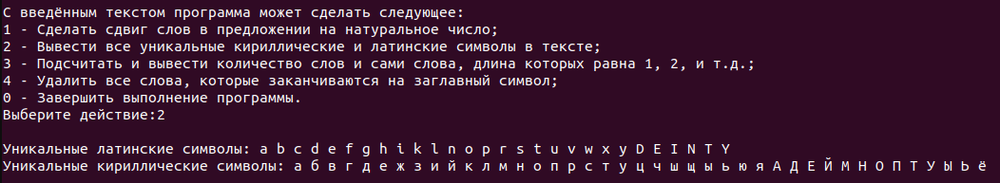 С введённым текстом программа может сделать следующее:
1 - Сделать сдвиг слов в предложении на натуральное число;
2 - Вывести все уникальные кириллические и латинские символы в тексте;
3 - Подсчитать и вывести количество слов и сами слова, длина которых равна 1, 2, и т.д.;
4 - Удалить все слова, которые заканчиваются на заглавный символ;
0 - Завершить выполнение программы.
Выберите действие:2
Уникальные латинские символы: a b c d e f g h i k l n o p r s t u v w x y D E I N T Y
Уникальные кириллические символы: а б в г д е ж з и й к л м н о п р с т у ц ч ш щ ы ь ю я А Д Е Й М Н О П Т У Ы Ь ё